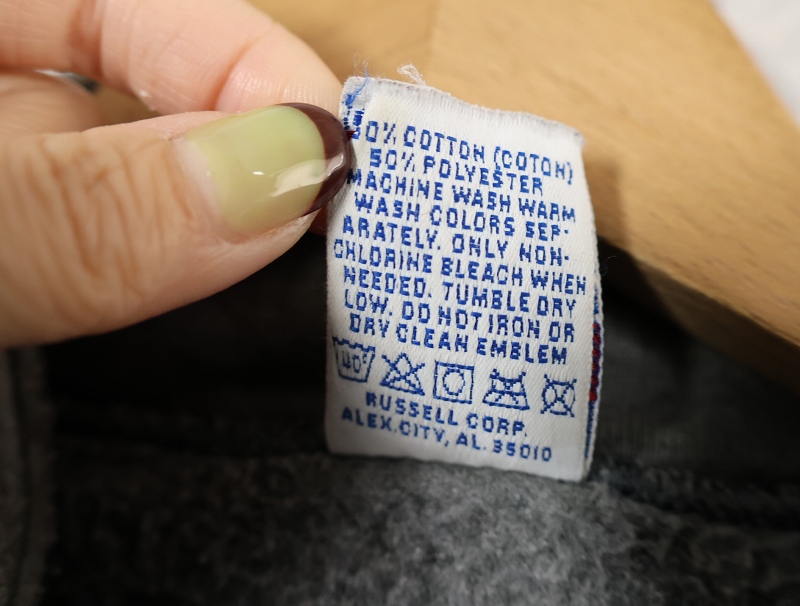 50% COTTON (COTON)
50% POLYESTER
MACHINE WASH WARM
WASH COLORS SEP-
ARATELY. ONLY NON-
CHLORINE BLEACH WHEN
NEEDED. TUMBLE DRY
LOW. DO NOT IRON OR
DRY CLEAN EMBLEM
40°
RUSSELL CORP.
ALEX. CITY, AL. 35010